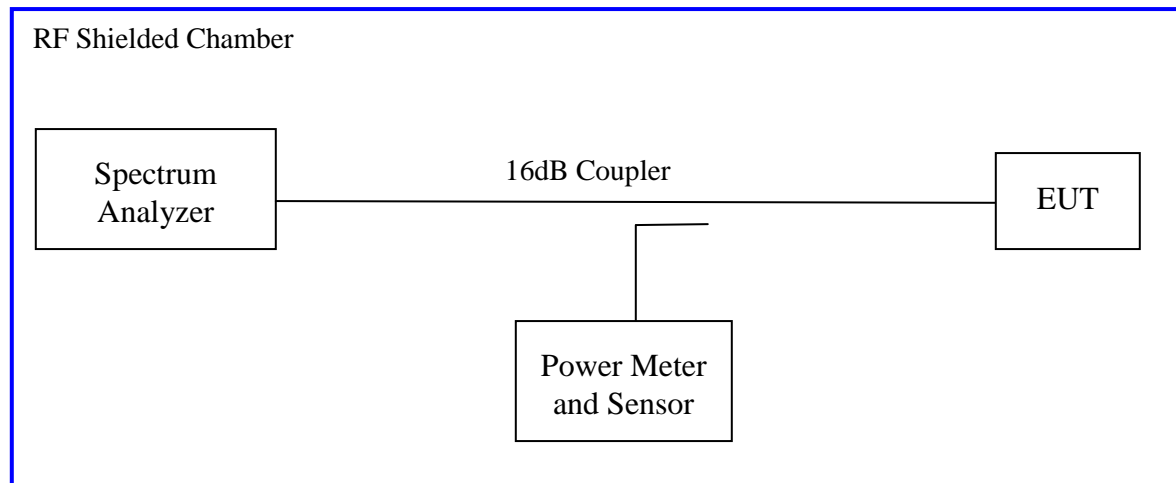 RF Shielded Chamber
Spectrum
Analyzer
16dB Coupler
EUT
Power Meter
and Sensor